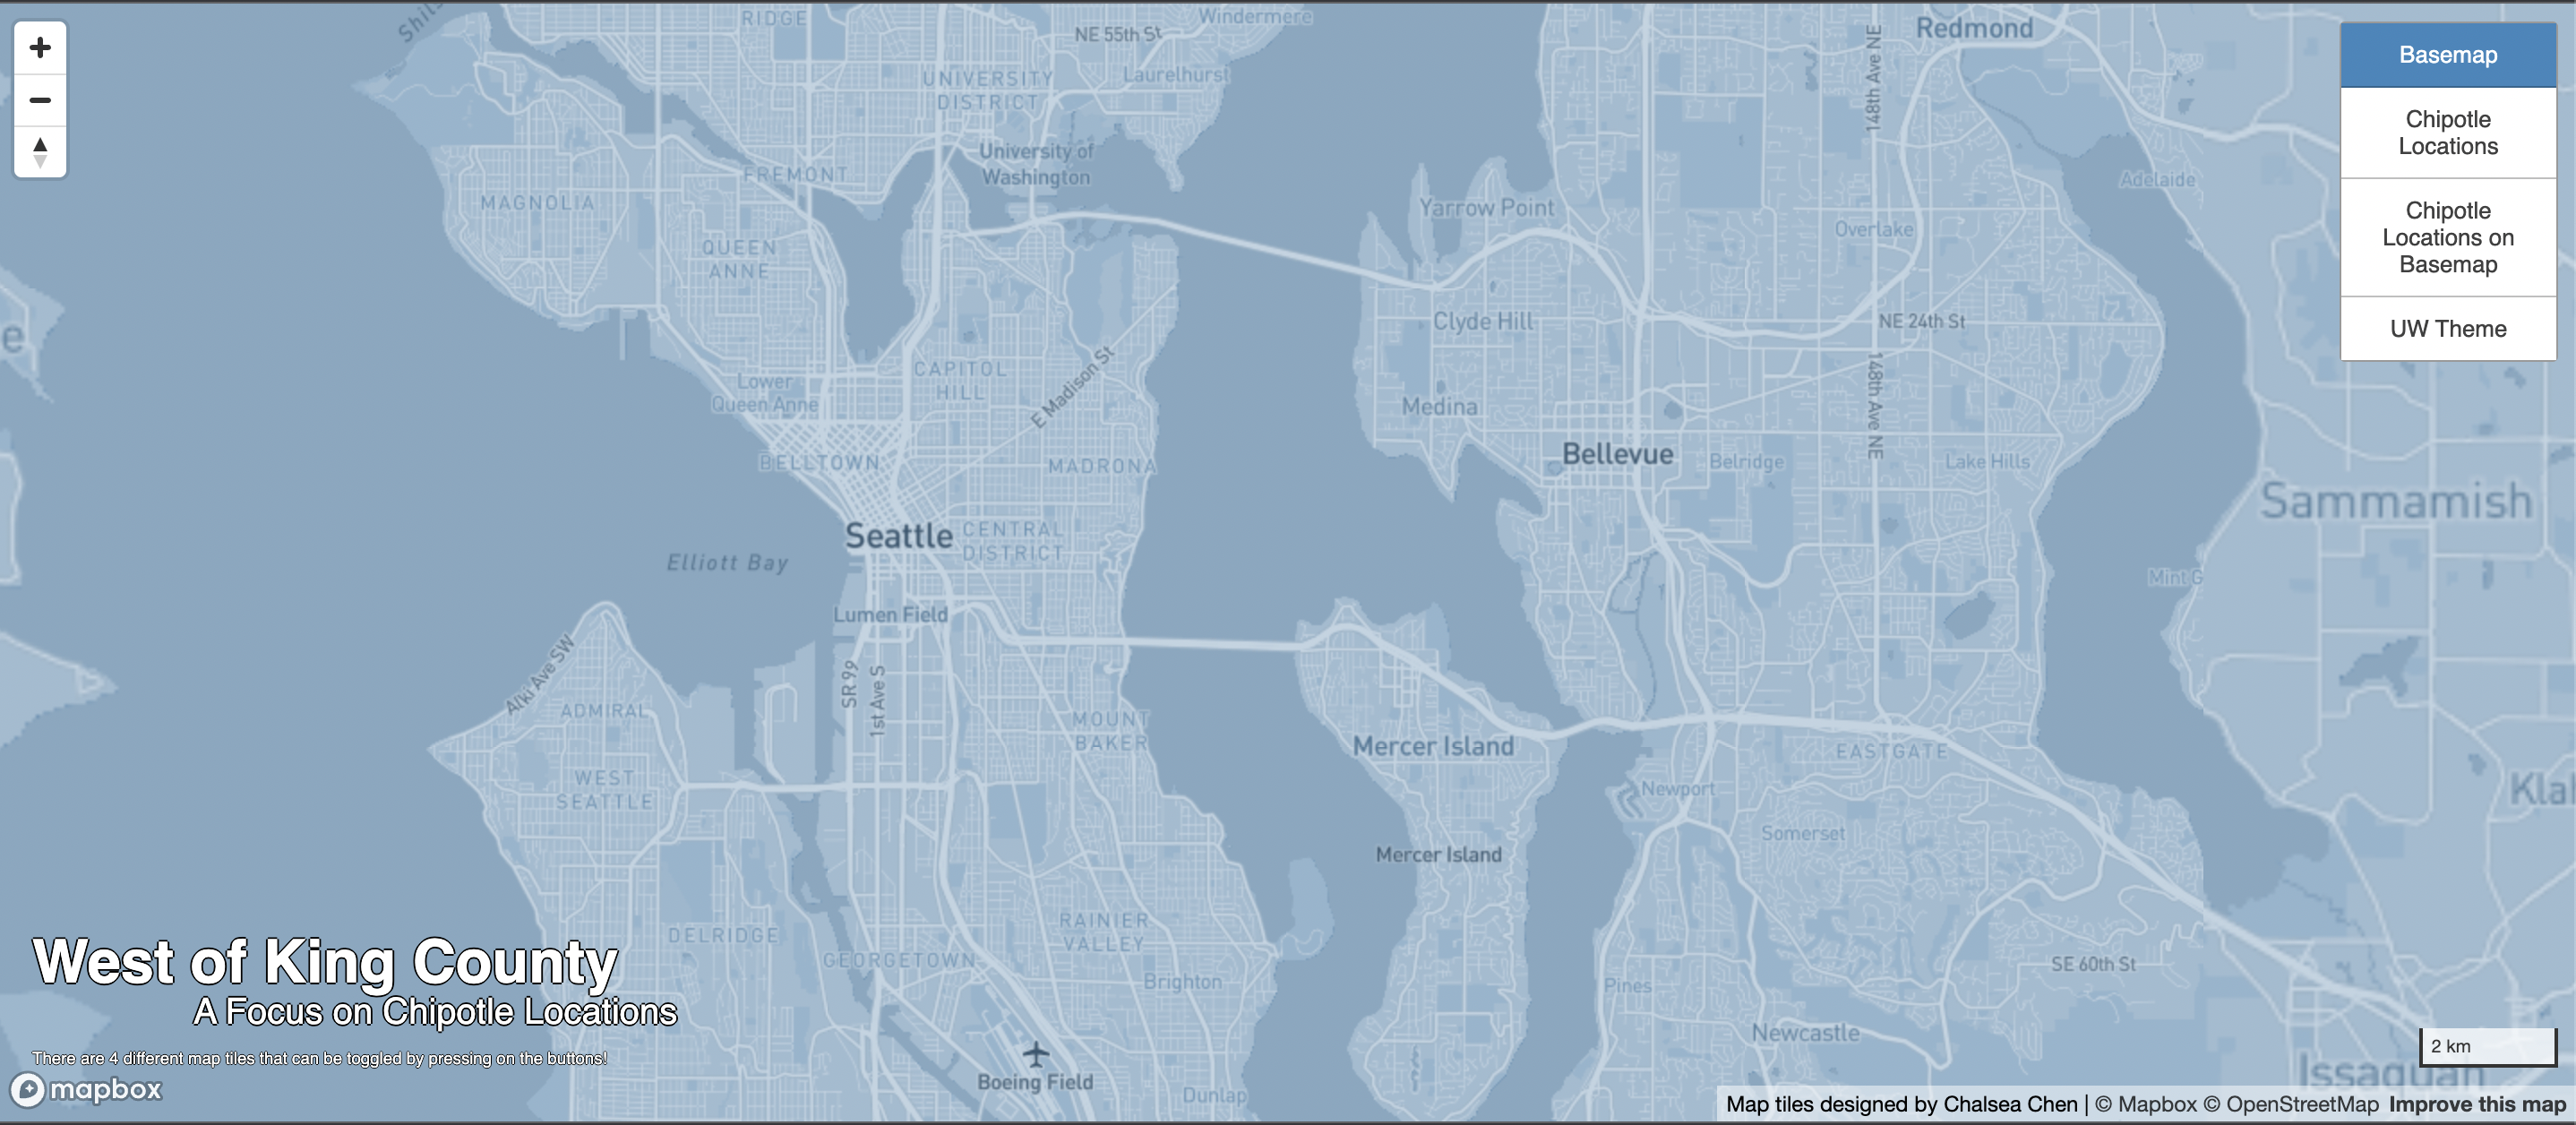 Shils
RIDGE
NE 55th St
Windermere
148th Ave NE
Redmond
Basemap
UNIVERSITY
DISTRICT
Laurelhurst
Chipotle
Locations
University of
Washington
FREMONT
Adelaide
MAGNOLIA
Yarrow Point
Chipotle
Locations on
Basemap
QUEEN
ANNE
Overlake
e
Clyde Hill
NE 24th St
UW Theme
CAPITOL
HILL
E Madison St
Lower
Queen Anne
Medina
148th Ave NE
BELLTOWN
MADRONA
Bellevue
Belridge
Lake Hills
Sammamish
Seattle
CENTRAL
DISTRICT
Elliott Bay
Mint G
Lumen Field
Alki Ave SW
SR 99
1st Ave S
ADMIRAL
MOUNT
BAKER
Mercer Island
EASTGATE
WEST
SEATTLE
Newport
Klah
Somerset
Mercer Island
DELRIDGE
RAINIER
VALLEY
West of King County
GEORGETOWN
SE 60th St
Brighton
Pines
A Focus on Chipotle Locations
Newcastle
There are 4 different map tiles that can be toggled by pressing on the buttons!
2 km
Boeing Field
Issaquah
mapbox
Dunlap
Map tiles designed by Chalsea Chen | © Mapbox © OpenStreetMap Improve this map